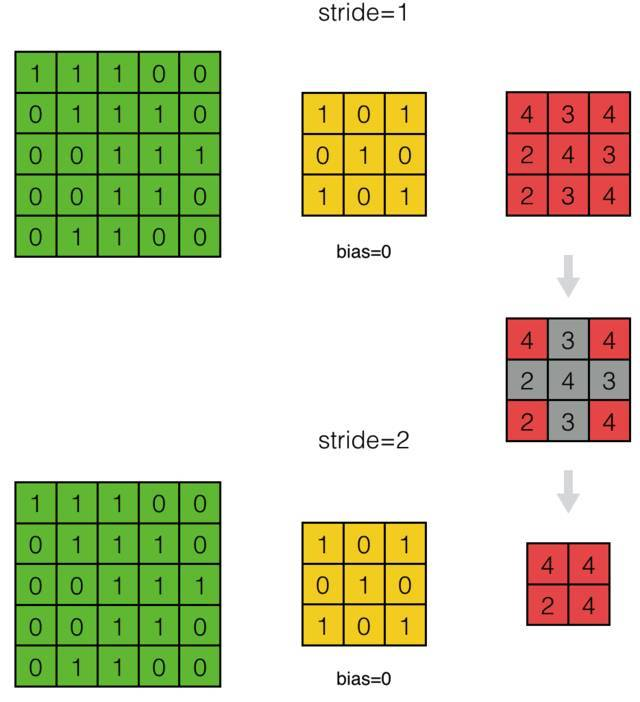 stride=1
1 1 1 0 0
0 1 1 1 0
0 0 1 1 1
0 0 1 1 0
0 1 1 0 0
1 0 1
0 1 0
1 0 1
bias=0
4 3 4
2 4 3
2 3 4
4 3 4
2 4 3
2 3 4
stride=2
1 1 1 0 0
0 1 1 1 0
0 0 1 1 1
0 0 1 1 0
0 1 1 0 0
1 0 1
0 1 0
1 0 1
bias=0
4 4
2 4